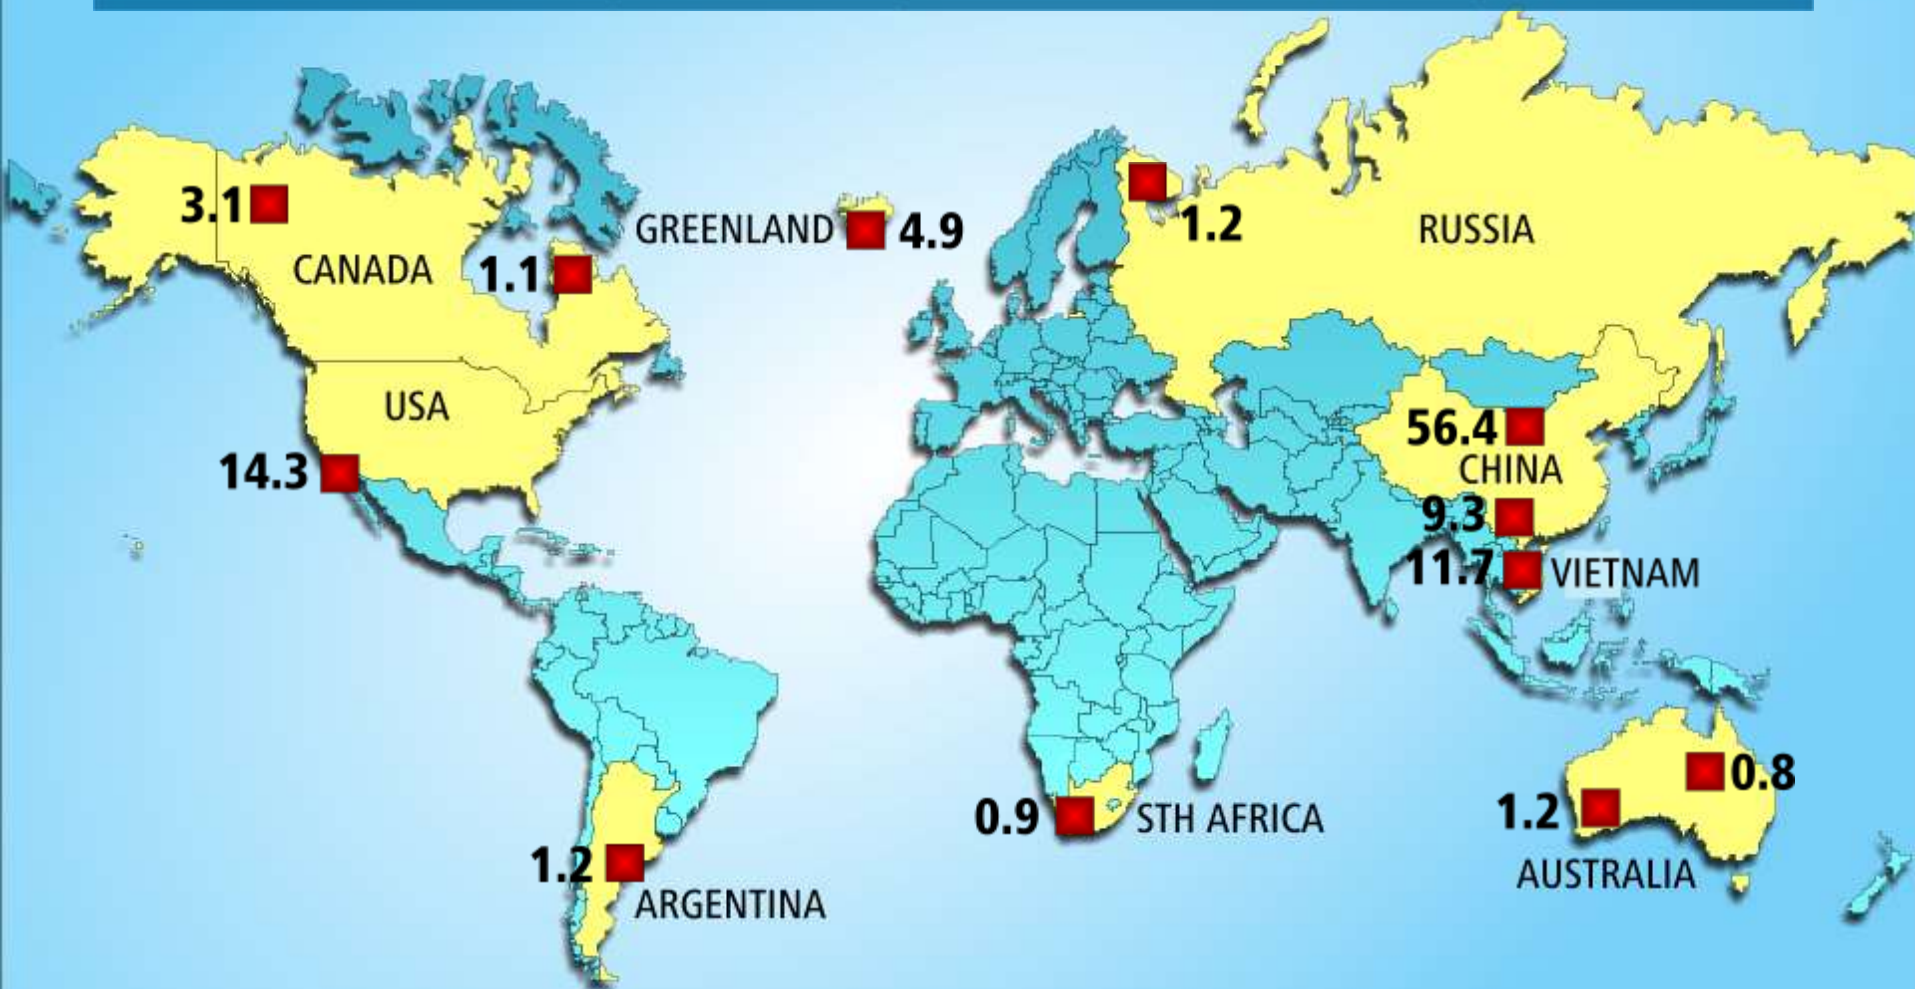 3.1
CANADA
1.1
GREENLAND
4.9
1.2
RUSSIA
USA
14.3
56.4
CHINA
9.3
11.7
VIETNAM
0.8
1.2
AUSTRALIA
0.9
STH AFRICA
1.2
ARGENTINA